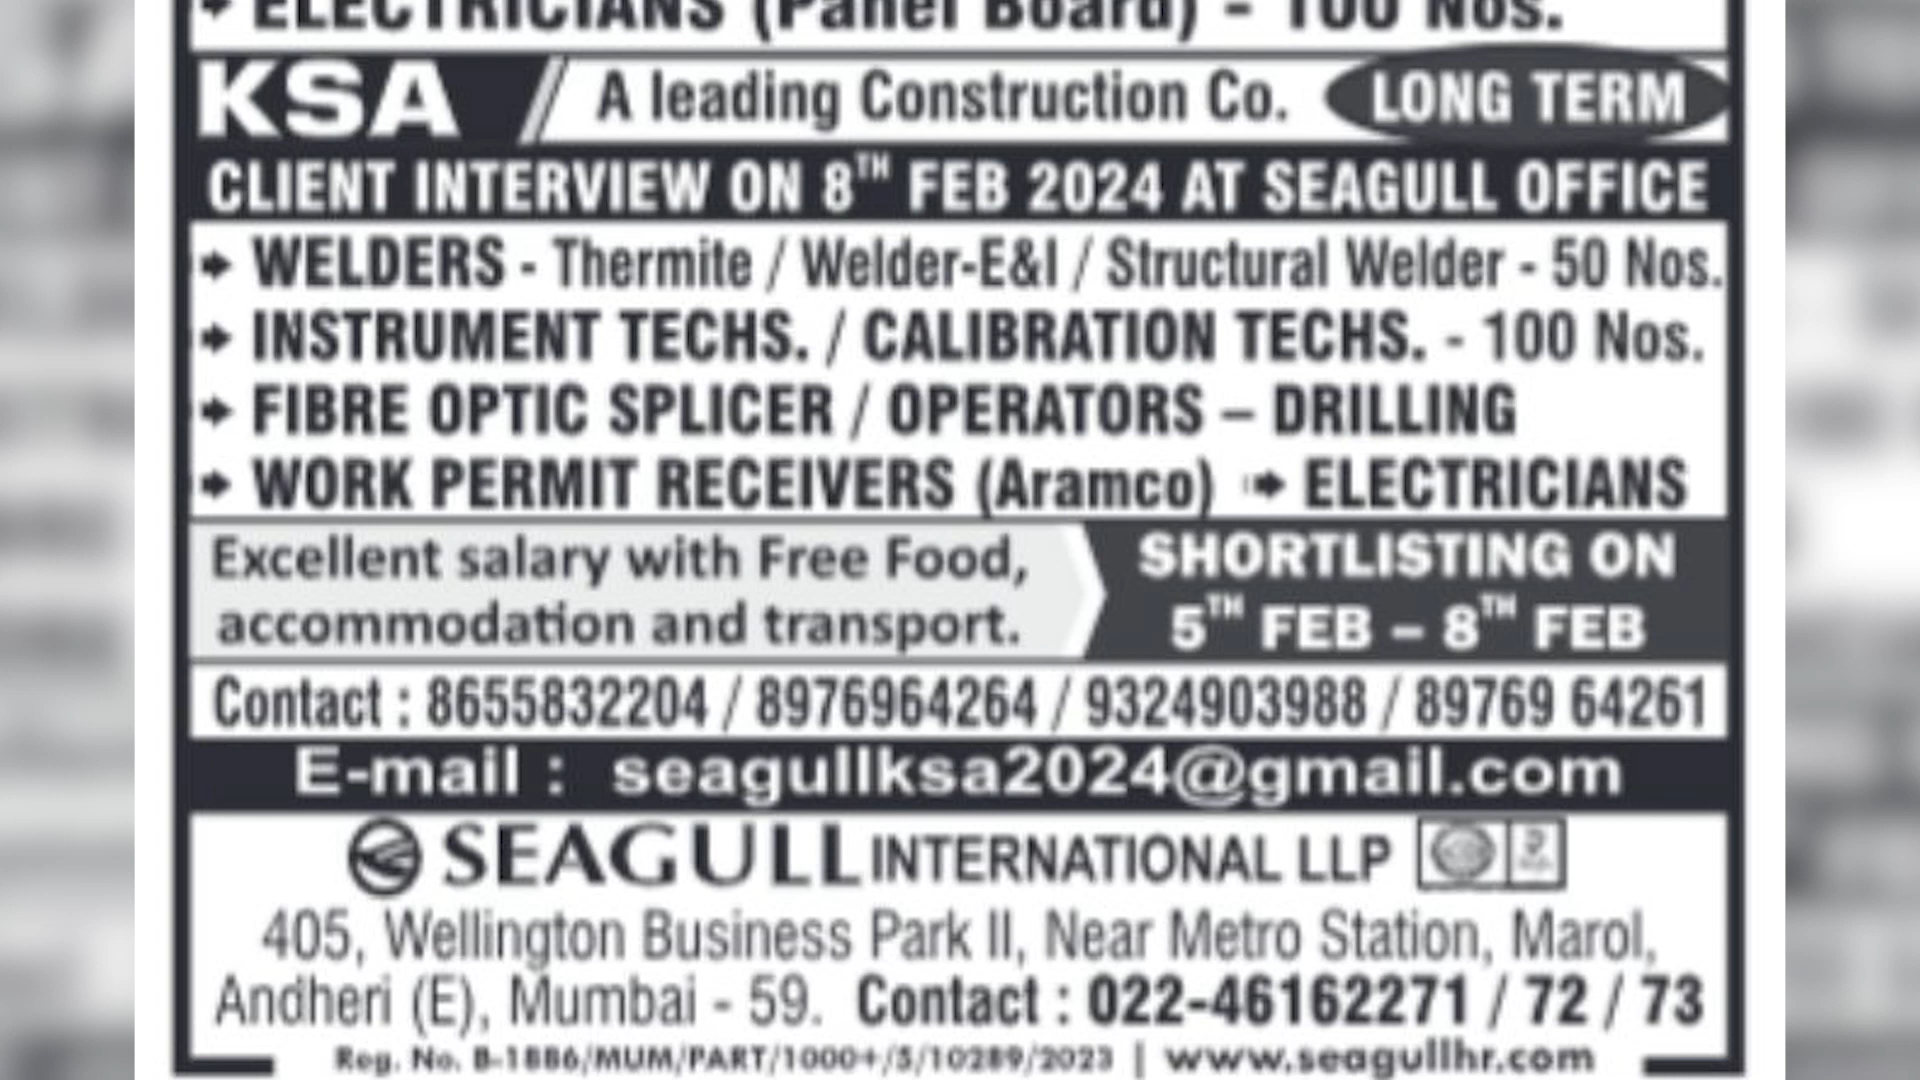 ELECTRICIANS (Panel Board) - 100 Nos.
KSA A leading Construction Co. LONG TERM
CLIENT INTERVIEW ON 8TH FEB 2024 AT SEAGULL OFFICE
WELDERS - Thermite / Welder-E&I / Structural Welder - 50 Nos.
INSTRUMENT TECHS. / CALIBRATION TECHS. - 100 Nos.
FIBRE OPTIC SPLICER / OPERATORS – DRILLING
WORK PERMIT RECEIVERS (Aramco) ELECTRICIANS
Excellent salary with Free Food,
accommodation and transport.
SHORTLISTING ON
5TH FEB – 8TH FEB
Contact : 8655832204 / 8976964264 / 9324903988 / 89769 64261
E-mail : seagullksa2024@gmail.com
SEAGULL INTERNATIONAL LLP
405, Wellington Business Park II, Near Metro Station, Marol,
Andheri (E), Mumbai - 59. Contact : 022-46162271 / 72 / 73
Reg. No. B-1886/MUM/PART/1000+/5/10289/2023 | www.seagullhr.com